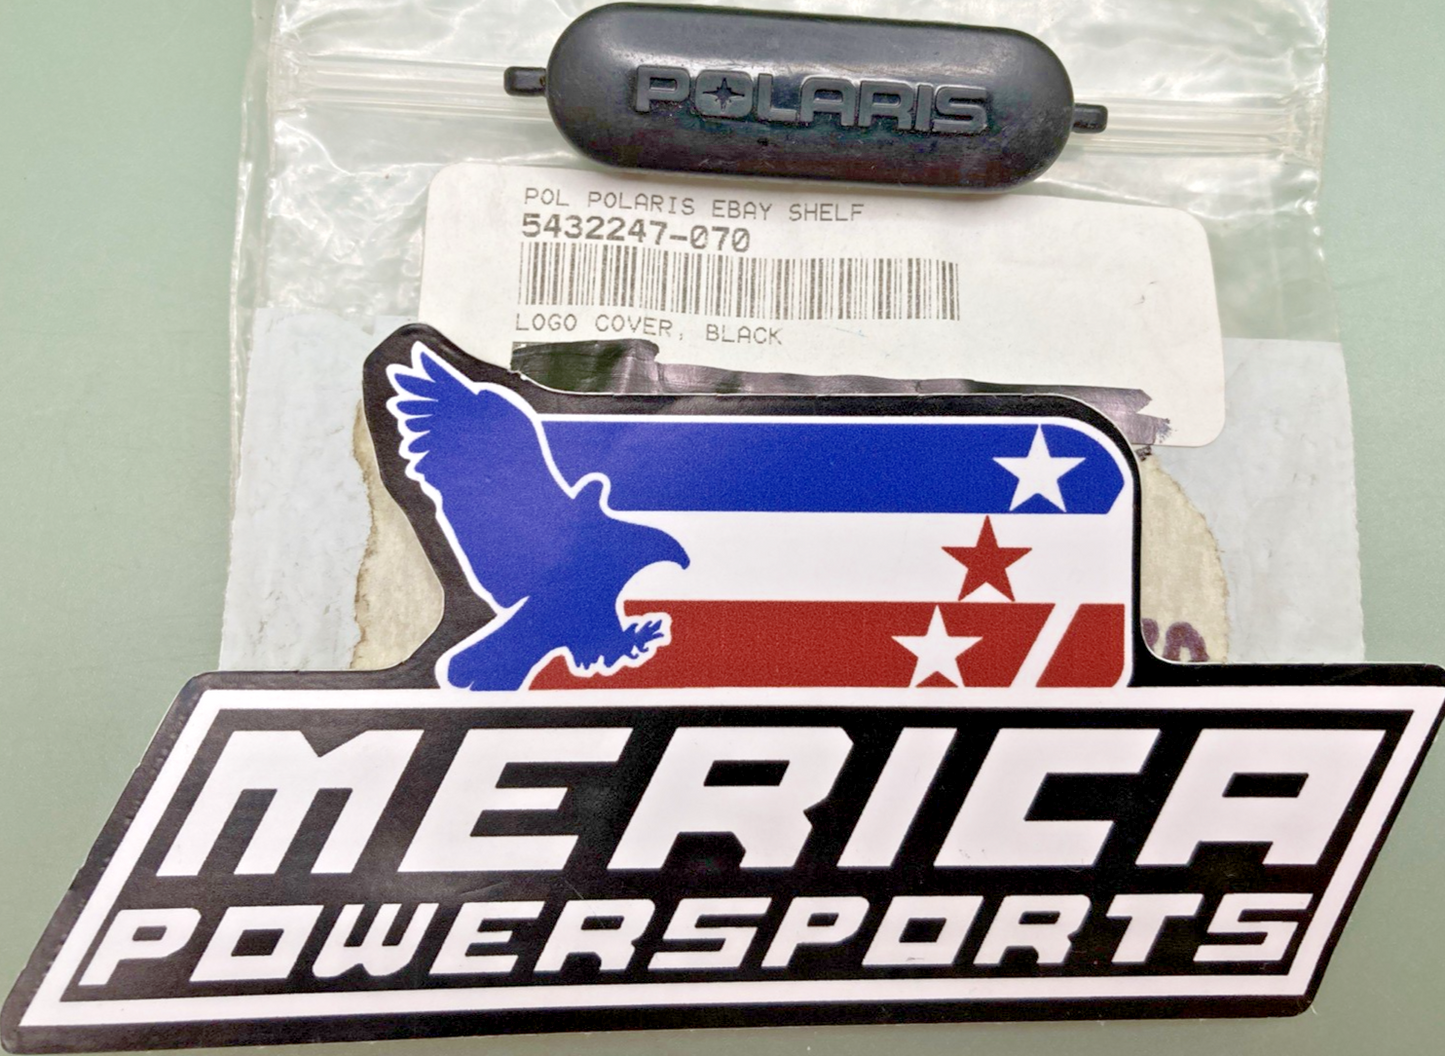 POLARIS
POL POLARIS EBAY SHELF
5432247-070
LOGO COVER, BLACK
MERICA
POWERSPORTS